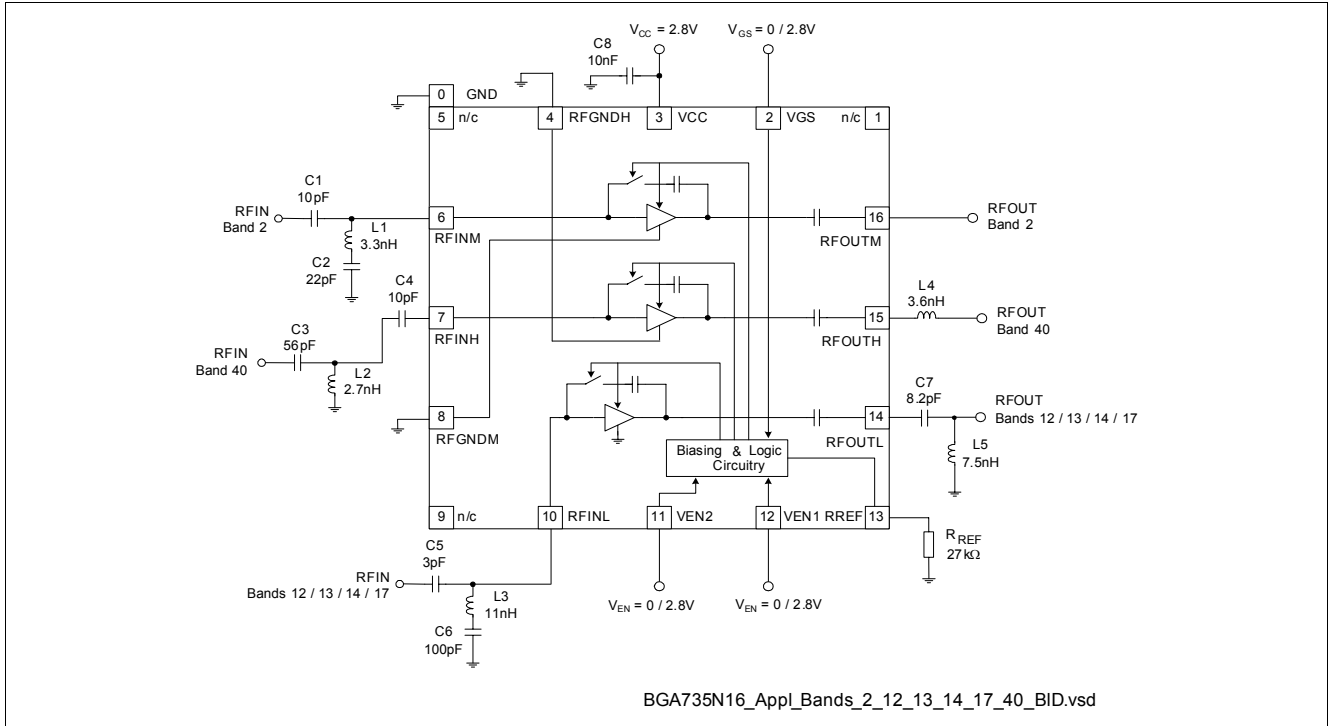 VCC = 2.8V
VGS = 0 / 2.8V
C8
10nF
0 GND
5 n/c
4 RFGNDH
3 VCC
2 VGS
n/c 1
C1
10pF
RFIN
Band 2
6
RFINM
L1
3.3nH
C2
22pF
16
RFOUTM
RFOUT
Band 2
C4
10pF
7
RFINH
C3
56pF
RFIN
Band 40
L2
2.7nH
15
RFOUTH
L4
3.6nH
RFOUT
Band 40
8
RFGNDM
14
RFOUTL
C7
8.2pF
RFOUT
Bands 12 / 13 / 14 / 17
L5
7.5nH
Biasing & Logic
Circuitry
9 n/c
10 RFINL
11 VEN2
12 VEN1
RREF 13
RREF
27kΩ
C5
3pF
RFIN
Bands 12 / 13 / 14 / 17
L3
11nH
C6
100pF
VEN = 0 / 2.8V
VEN = 0 / 2.8V
BGA735N16_Appl_Bands_2_12_13_14_17_40_BID.vsd